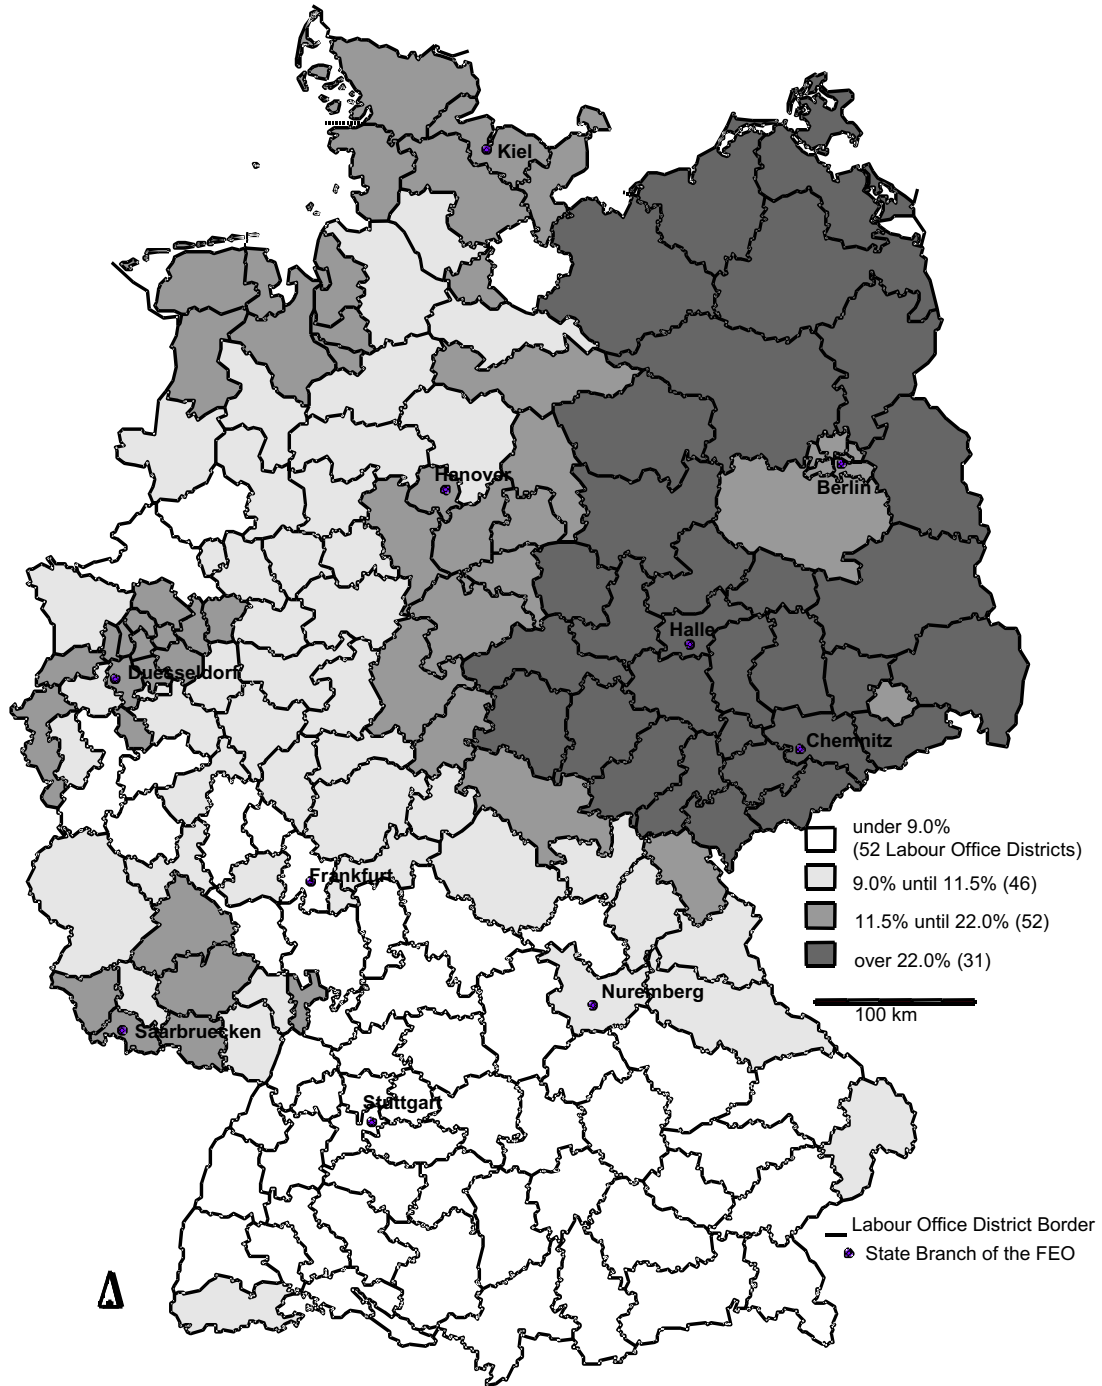 Kiel
Hanover
Berlin
Halle
Duesseldorf
Chemnitz
under 9.0%
(52 Labour Office Districts)
Frankfurt
9.0% until 11.5% (46)
11.5% until 22.0% (52)
over 22.0% (31)
Nuremberg
100 km
Saarbruecken
Stuttgart
Labour Office District Border
State Branch of the FEO